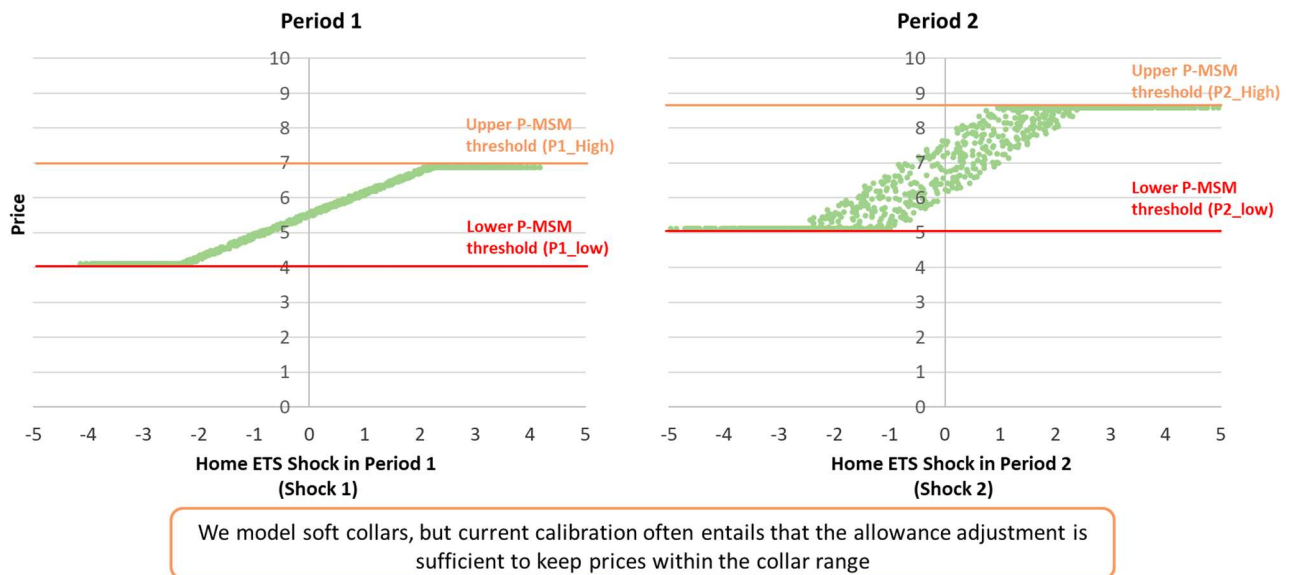 Period 1
10
9
8
7
6
5
4
3
2
1
0
Price
Upper P-MSM
threshold (P1_High)
Lower P-MSM
threshold (P1_low)
-5 -4 -3 -2 -1 0 1 2 3 4 5
Home ETS Shock in Period 1
(Shock 1)
Period 2
10
9
8
7
6
5
4
3
2
1
0
Upper P-MSM
threshold (P2_High)
Lower P-MSM
threshold (P2_low)
-5 -4 -3 -2 -1 0 1 2 3 4 5
Home ETS Shock in Period 2
(Shock 2)
We model soft collars, but current calibration often entails that the allowance adjustment is
sufficient to keep prices within the collar range